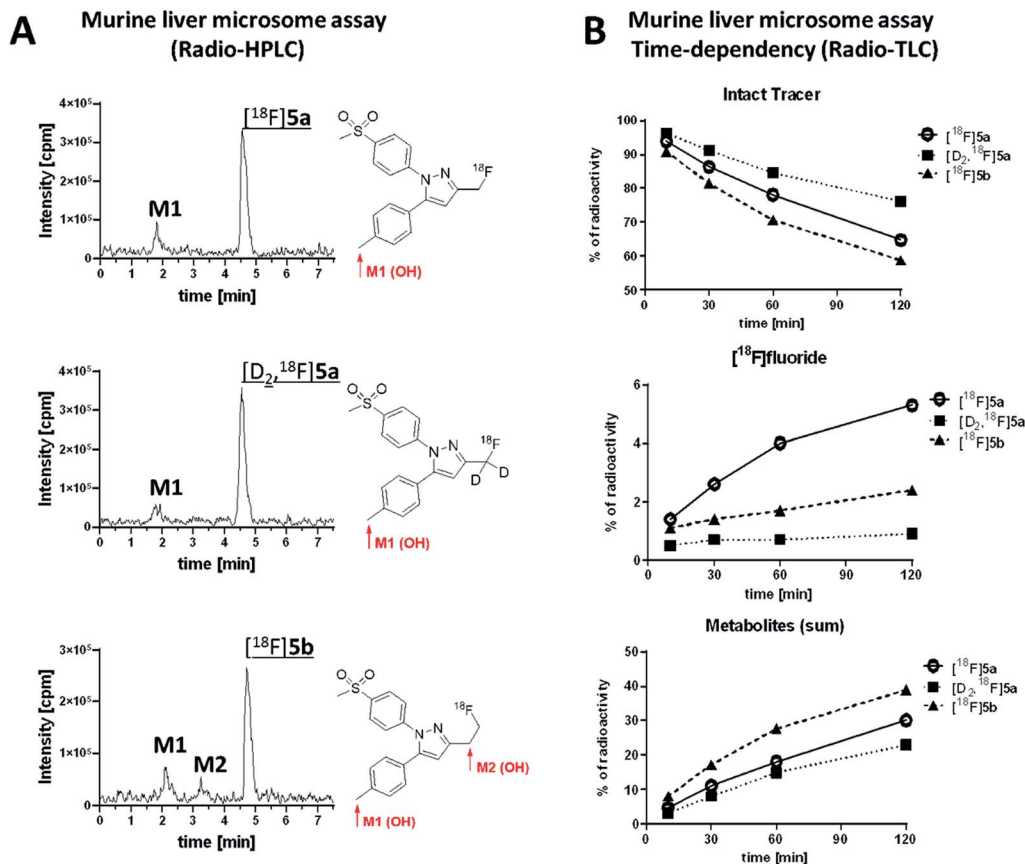 A
Murine liver microsome assay
(Radio-HPLC)
4×10⁵
3×10⁵
2×10⁵
1×10⁵
0
Intensity [cpm]
[¹⁸F]5a
M1
0 1 2 3 4 5 6 7
time [min]
O O
S
N N
¹⁸F
M1 (OH)
4×10⁵
3×10⁵
2×10⁵
1×10⁵
0
Intensity [cpm]
[D₂,¹⁸F]5a
M1
0 1 2 3 4 5 6 7
time [min]
O O
S
N N
¹⁸F
D D
M1 (OH)
4×10⁵
3×10⁵
2×10⁵
1×10⁵
0
Intensity [cpm]
[¹⁸F]5b
M1
M2
0 1 2 3 4 5 6 7
time [min]
O O
S
N N
¹⁸F
M2 (OH)
M1 (OH)
B
Murine liver microsome assay
Time-dependency (Radio-TLC)
Intact Tracer
100
90
80
70
60
50
% of radioactivity
0 30 60 90 120
time [min]
[¹⁸F]5a
[D₂,¹⁸F]5a
[¹⁸F]5b
[¹⁸F]fluoride
6
4
2
0
% of radioactivity
0 30 60 90 120
time [min]
[¹⁸F]5a
[D₂,¹⁸F]5a
[¹⁸F]5b
Metabolites (sum)
50
40
30
20
10
0
% of radioactivity
0 30 60 90 120
time [min]
[¹⁸F]5a
[D₂,¹⁸F]5a
[¹⁸F]5b